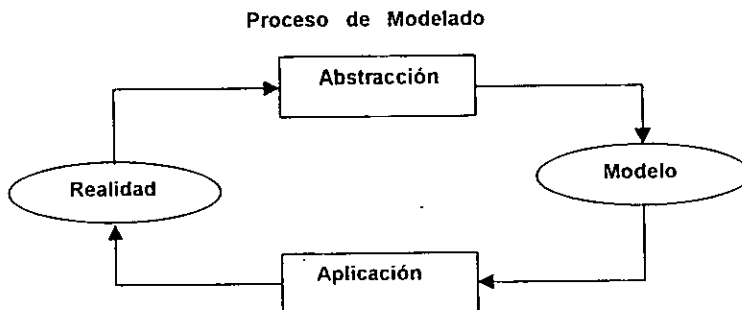 Proceso de Modelado
Abstracción
Realidad
Modelo
Aplicación